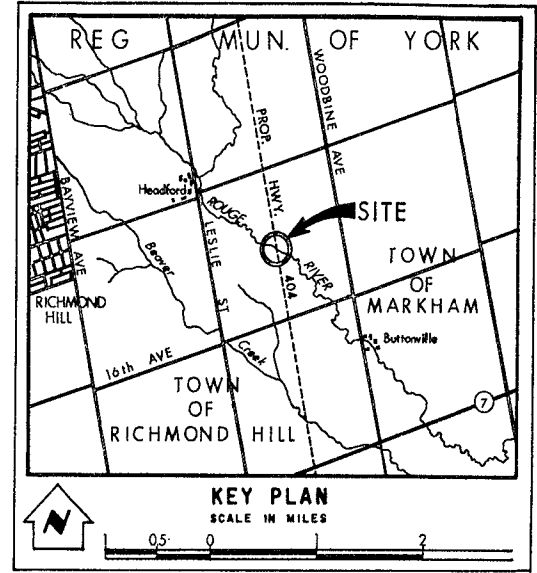 REG MUN. OF YORK
WOODBINE AVE
PROP. HWY. 404
Headford
BAYVIEW AVE
ROUGE RIVER
SITE
LESLIE ST
Beaver Creek
TOWN
OF
MARKHAM
RICHMOND
HILL
Buttonville
16th AVE
TOWN
OF
RICHMOND HILL
7
N
KEY PLAN
SCALE IN MILES
1 0.5 0 1 2